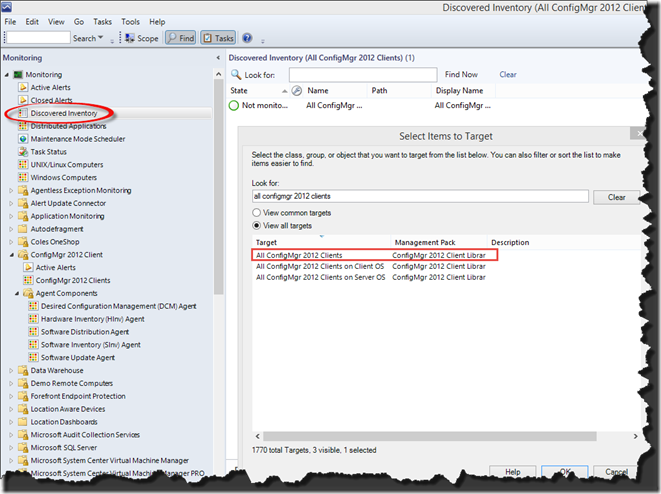 Discovered Inventory (All ConfigMgr 2012 Client
File Edit View Go Tasks Tools Help
Search Scope Find Tasks
Monitoring
Monitoring
Active Alerts
Closed Alerts
Discovered Inventory
Distributed Applications
Maintenance Mode Scheduler
Task Status
UNIX/Linux Computers
Windows Computers
Agentless Exception Monitoring
Alert Update Connector
Application Monitoring
Autodefragment
Coles OneShop
ConfigMgr 2012 Client
Active Alerts
ConfigMgr 2012 Clients
Agent Components
Desired Configuration Management (DCM) Agent
Hardware Inventory (HInv) Agent
Software Distribution Agent
Software Inventory (SInv) Agent
Software Update Agent
Data Warehouse
Demo Remote Computers
Forefront Endpoint Protection
Location Aware Devices
Location Dashboards
Microsoft Audit Collection Services
Microsoft SQL Server
Microsoft System Center Virtual Machine Manager
Microsoft System Center Virtual Machine Manager PRO
Discovered Inventory (All ConfigMgr 2012 Clients) (1)
Look for: Find Now Clear
State Name Path Display Name
Not monito... All ConfigMgr ... All ConfigMgr ...
Select Items to Target
Select the class, group, or object that you want to target from the list below. You can also filter or sort the list to make
items easier to find.
Look for:
all configmgr 2012 clients Clear
View common targets
View all targets
Target Management Pack Description
All ConfigMgr 2012 Clients ConfigMgr 2012 Client Librar
All ConfigMgr 2012 Clients on Client OS ConfigMgr 2012 Client Librar
All ConfigMgr 2012 Clients on Server OS ConfigMgr 2012 Client Librar
1770 total Targets, 3 visible, 1 selected
Help OK Cancel